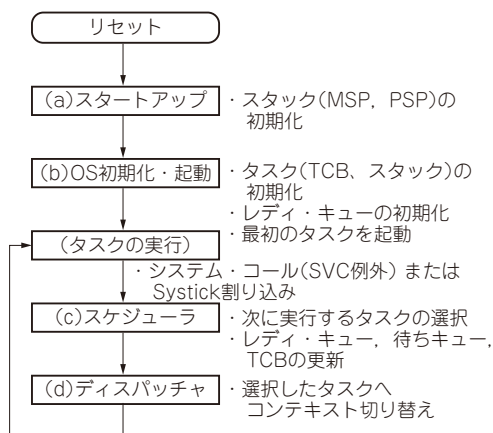 リセット
(a)スタートアップ
・スタック(MSP，PSP)の
初期化
(b)OS初期化・起動
・タスク(TCB、スタック)の
初期化
・レディ・キューの初期化
・最初のタスクを起動
(タスクの実行)
・システム・コール(SVC例外) または
Systick割り込み
(c)スケジューラ
・次に実行するタスクの選択
・レディ・キュー，待ちキュー，
TCBの更新
(d)ディスパッチャ
・選択したタスクへ
コンテキスト切り替え